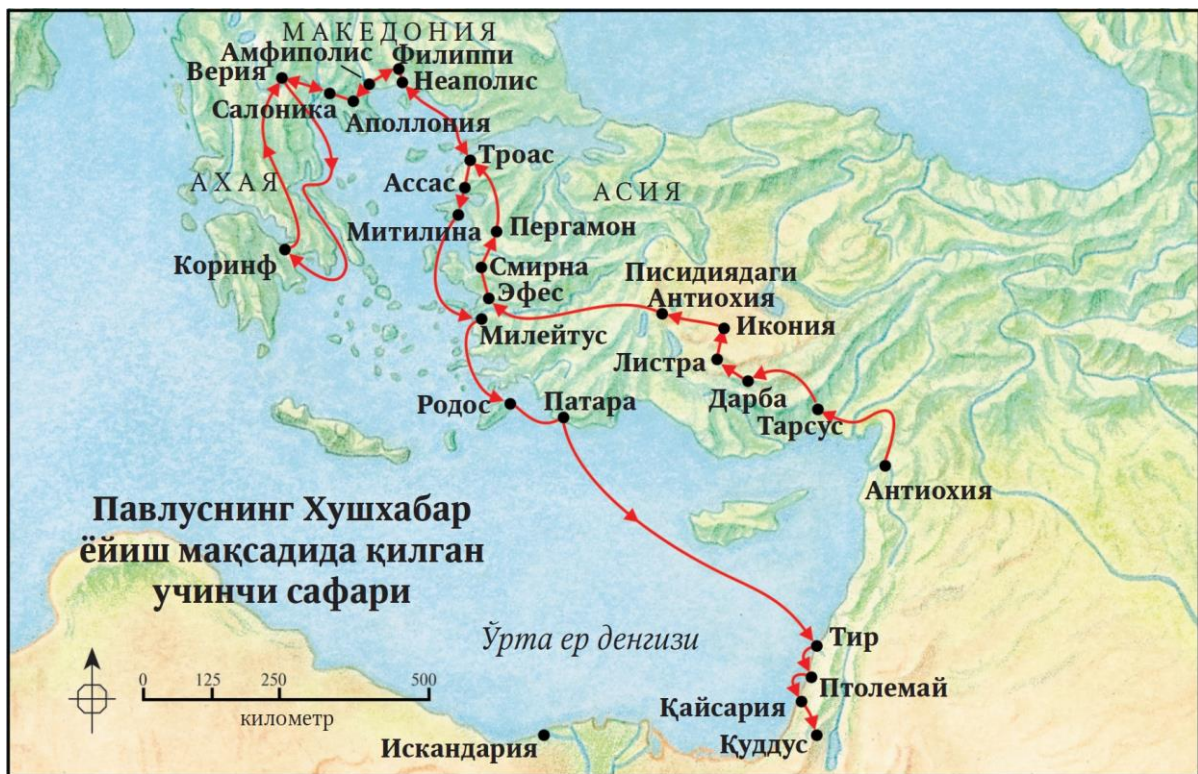 МАКЕДОНИЯ
Амфиполис
Филиппи
Верия
Неаполис
Салоника
Аполлония
Троас
АХАЯ
Ассас
АСИЯ
Митилина
Пергамон
Коринф
Смирна
Писидиядаги
Эфес
Антиохия
Икония
Милейтус
Листра
Дарба
Родос
Патара
Тарсус
Антиохия
Павлуснинг Хушхабар
ёйиш мақсадида қилган
учинчи сафари
Ўрта ер денгизи
Тир
0 125 250 500
километр
Птолемай
Қайсария
Искандария
Қуддус